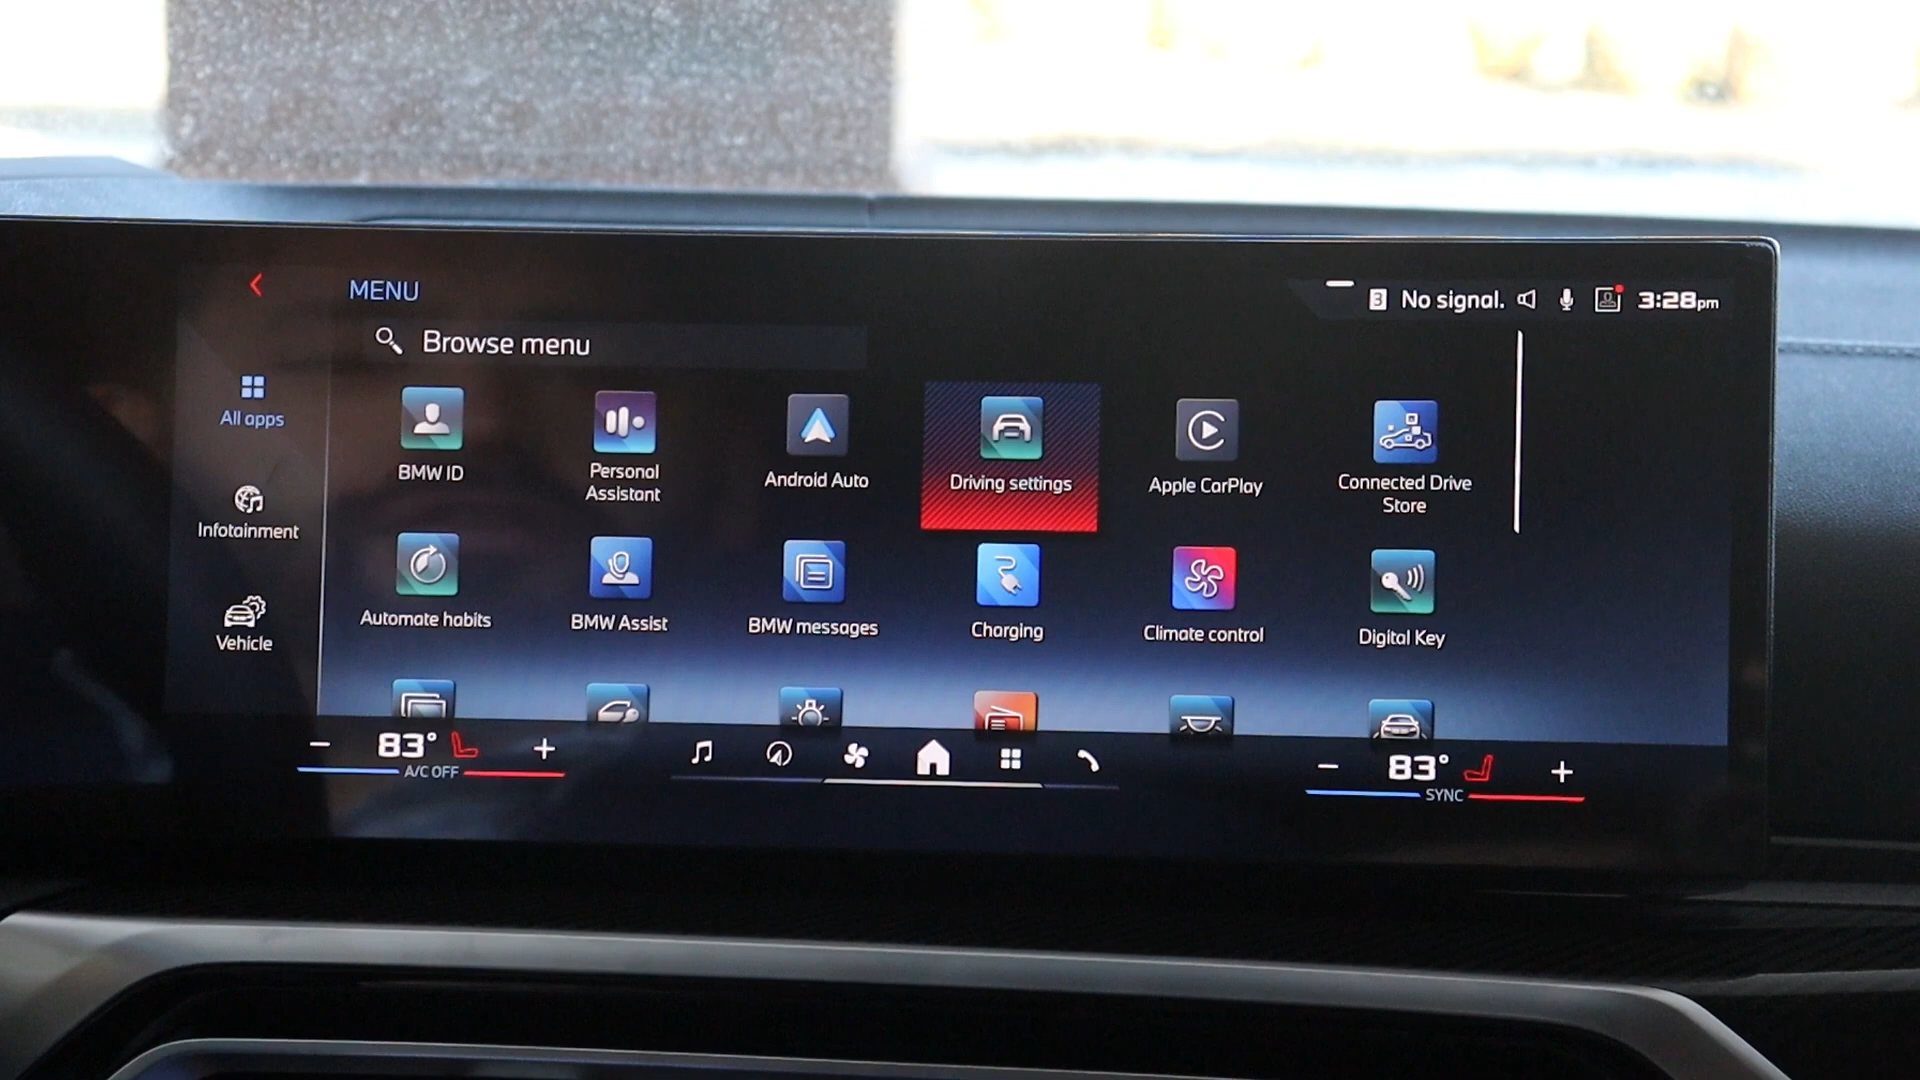 MENU
3 No signal. 3:28pm
Browse menu
All apps
Infotainment
Vehicle
BMW ID
Personal
Assistant
Android Auto
Driving settings
Apple CarPlay
Connected Drive
Store
Automate habits
BMW Assist
BMW messages
Charging
Climate control
Digital Key
− 83° +
A/C OFF
− 83° +
SYNC